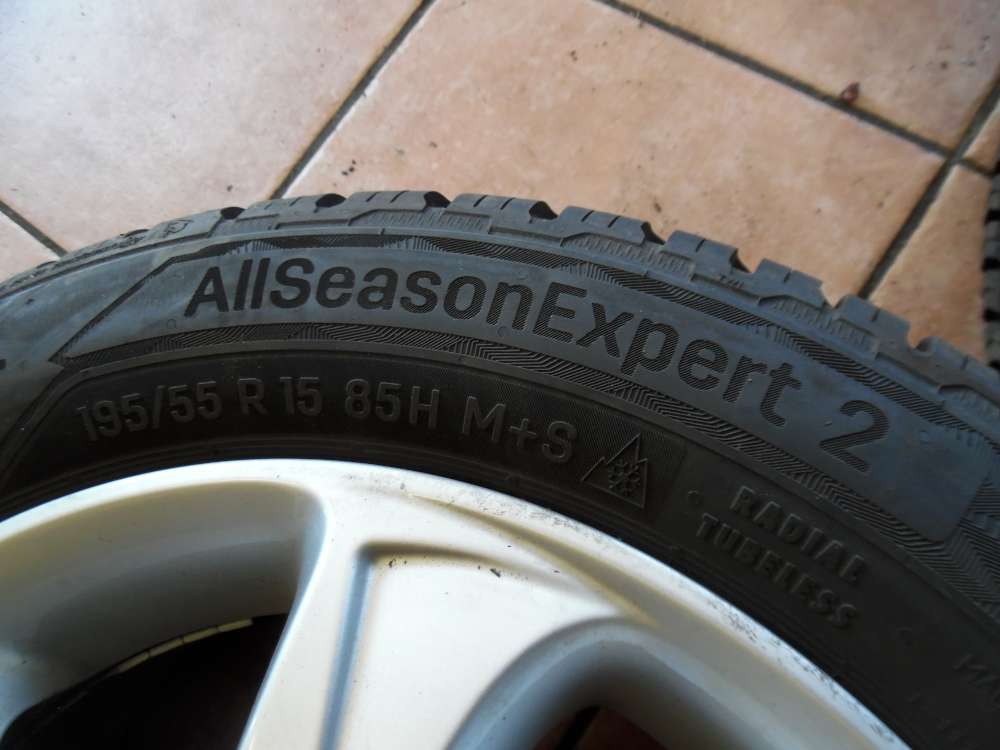 AllSeasonExpert 2
195/55 R 15 85H M+S
RADIAL
TUBELESS